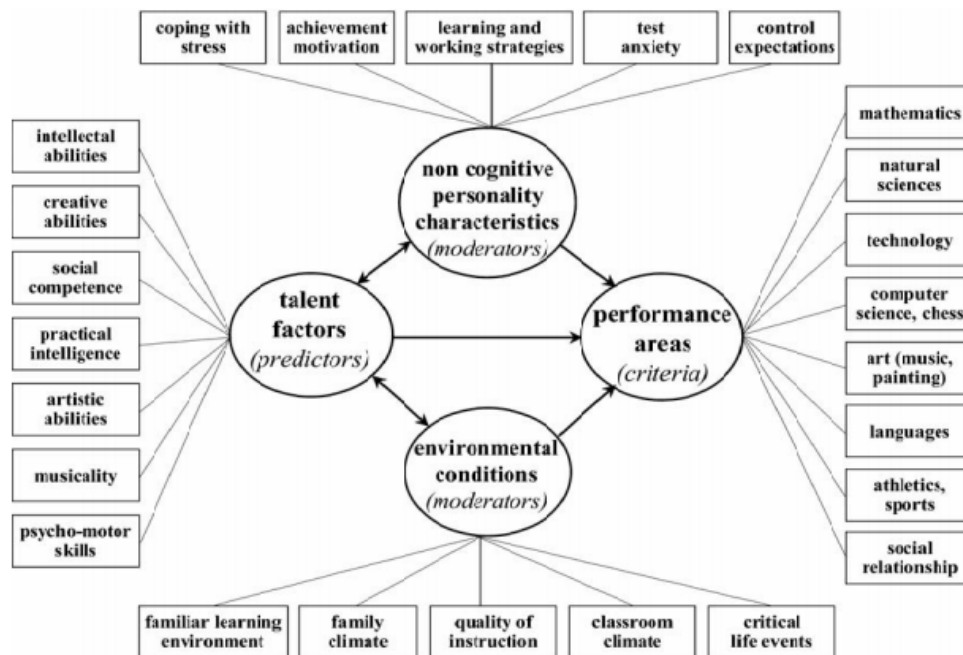 coping with
stress
achievement
motivation
learning and
working strategies
test
anxiety
control
expectations
intellectal
abilities
creative
abilities
social
competence
practical
intelligence
artistic
abilities
musicality
psycho-motor
skills
non cognitive
personality
characteristics
(moderators)
talent
factors
(predictors)
performance
areas
(criteria)
environmental
conditions
(moderators)
mathematics
natural
sciences
technology
computer
science, chess
art (music,
painting)
languages
athletics,
sports
social
relationship
familiar learning
environment
family
climate
quality of
instruction
classroom
climate
critical
life events